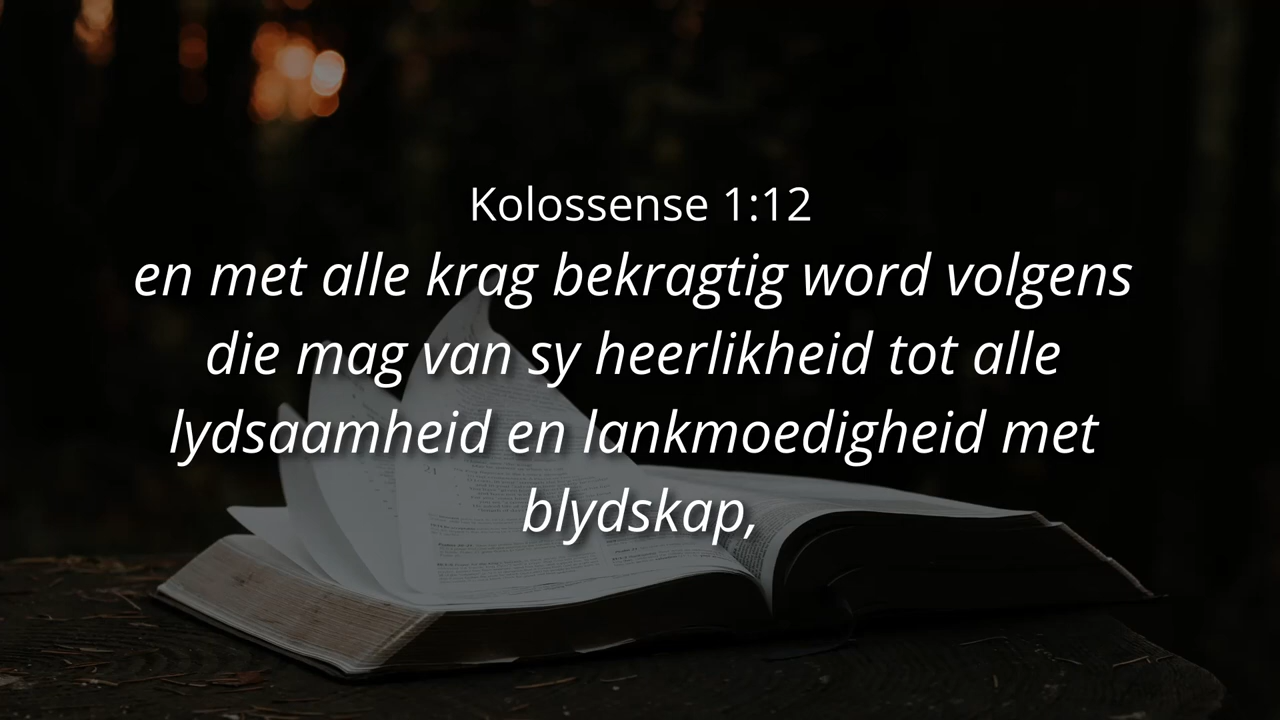 Kolossense 1:12
en met alle krag bekragtig word volgens
die mag van sy heerlikheid tot alle
lydsaamheid en lankmoedigheid met
blydskap,